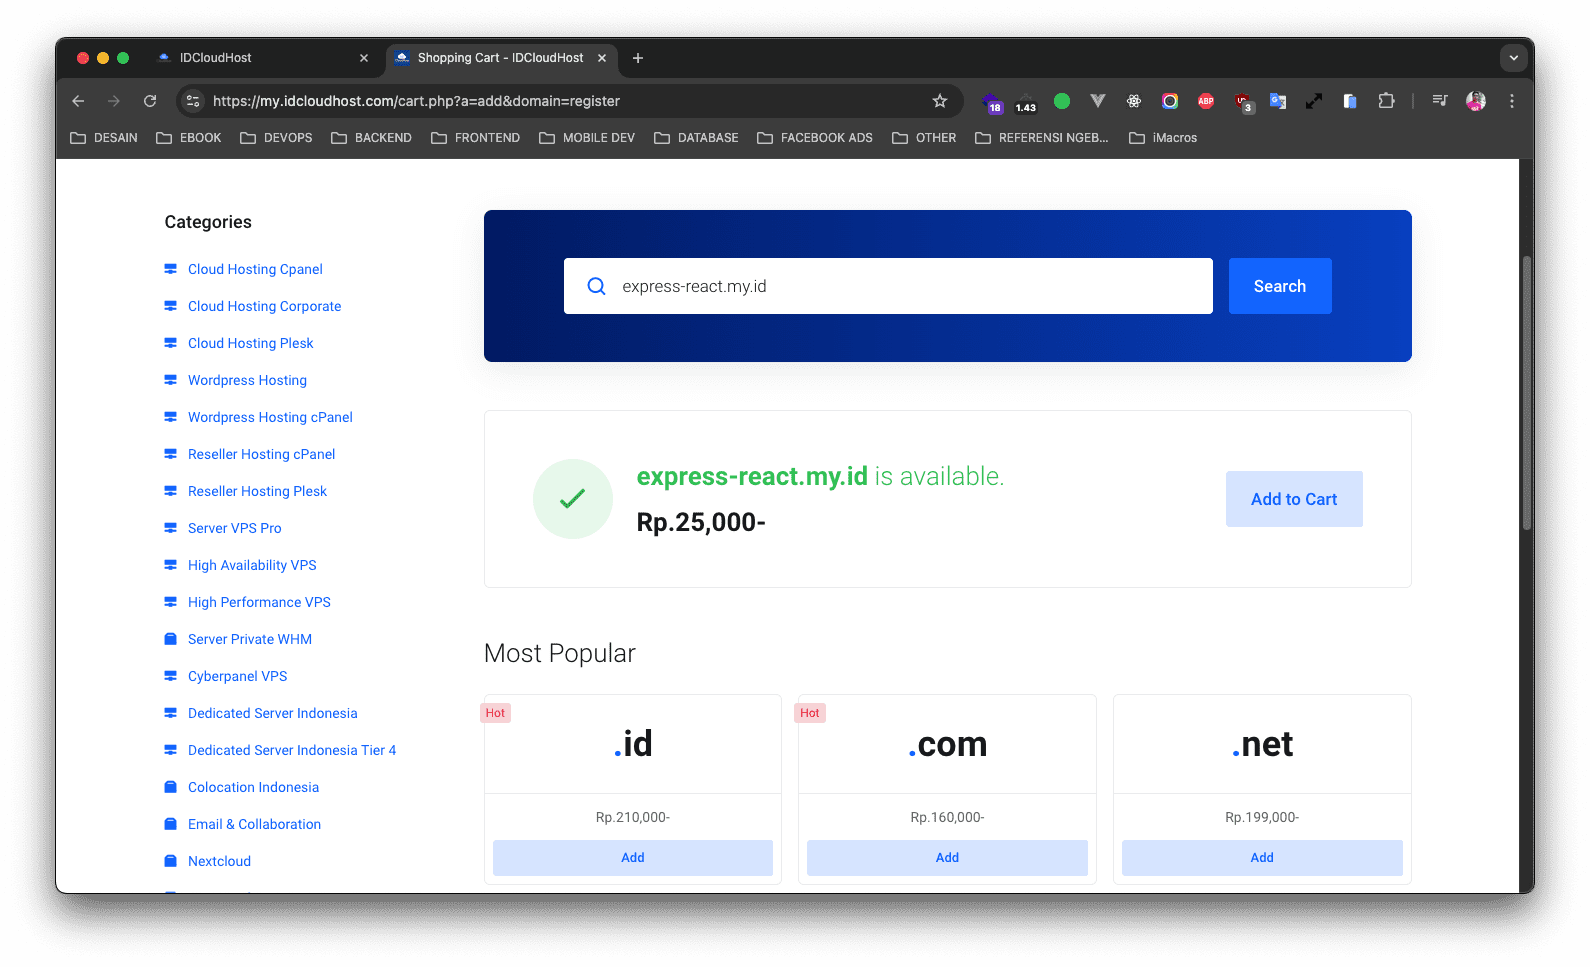 IDCloudHost
Shopping Cart - IDCloudHost
https://my.idcloudhost.com/cart.php?a=add&domain=register
18
1.43
ABP
3
DESAIN
EBOOK
DEVOPS
BACKEND
FRONTEND
MOBILE DEV
DATABASE
FACEBOOK ADS
OTHER
REFERENSI NGEB...
iMacros
Categories
Cloud Hosting Cpanel
Cloud Hosting Corporate
Cloud Hosting Plesk
Wordpress Hosting
Wordpress Hosting cPanel
Reseller Hosting cPanel
Reseller Hosting Plesk
Server VPS Pro
High Availability VPS
High Performance VPS
Server Private WHM
Cyberpanel VPS
Dedicated Server Indonesia
Dedicated Server Indonesia Tier 4
Colocation Indonesia
Email & Collaboration
Nextcloud
express-react.my.id
Search
express-react.my.id is available.
Rp.25,000-
Add to Cart
Most Popular
Hot
.id
Rp.210,000-
Add
Hot
.com
Rp.160,000-
Add
.net
Rp.199,000-
Add